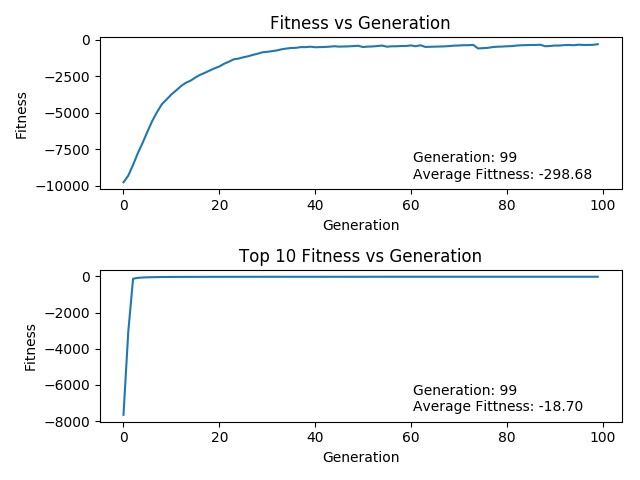 Fitness vs Generation
0
−2500
−5000
−7500
−10000
Fitness
Generation: 99
Average Fittness: -298.68
0 20 40 60 80 100
Generation
Top 10 Fitness vs Generation
0
−2000
−4000
−6000
−8000
Fitness
Generation: 99
Average Fittness: -18.70
0 20 40 60 80 100
Generation